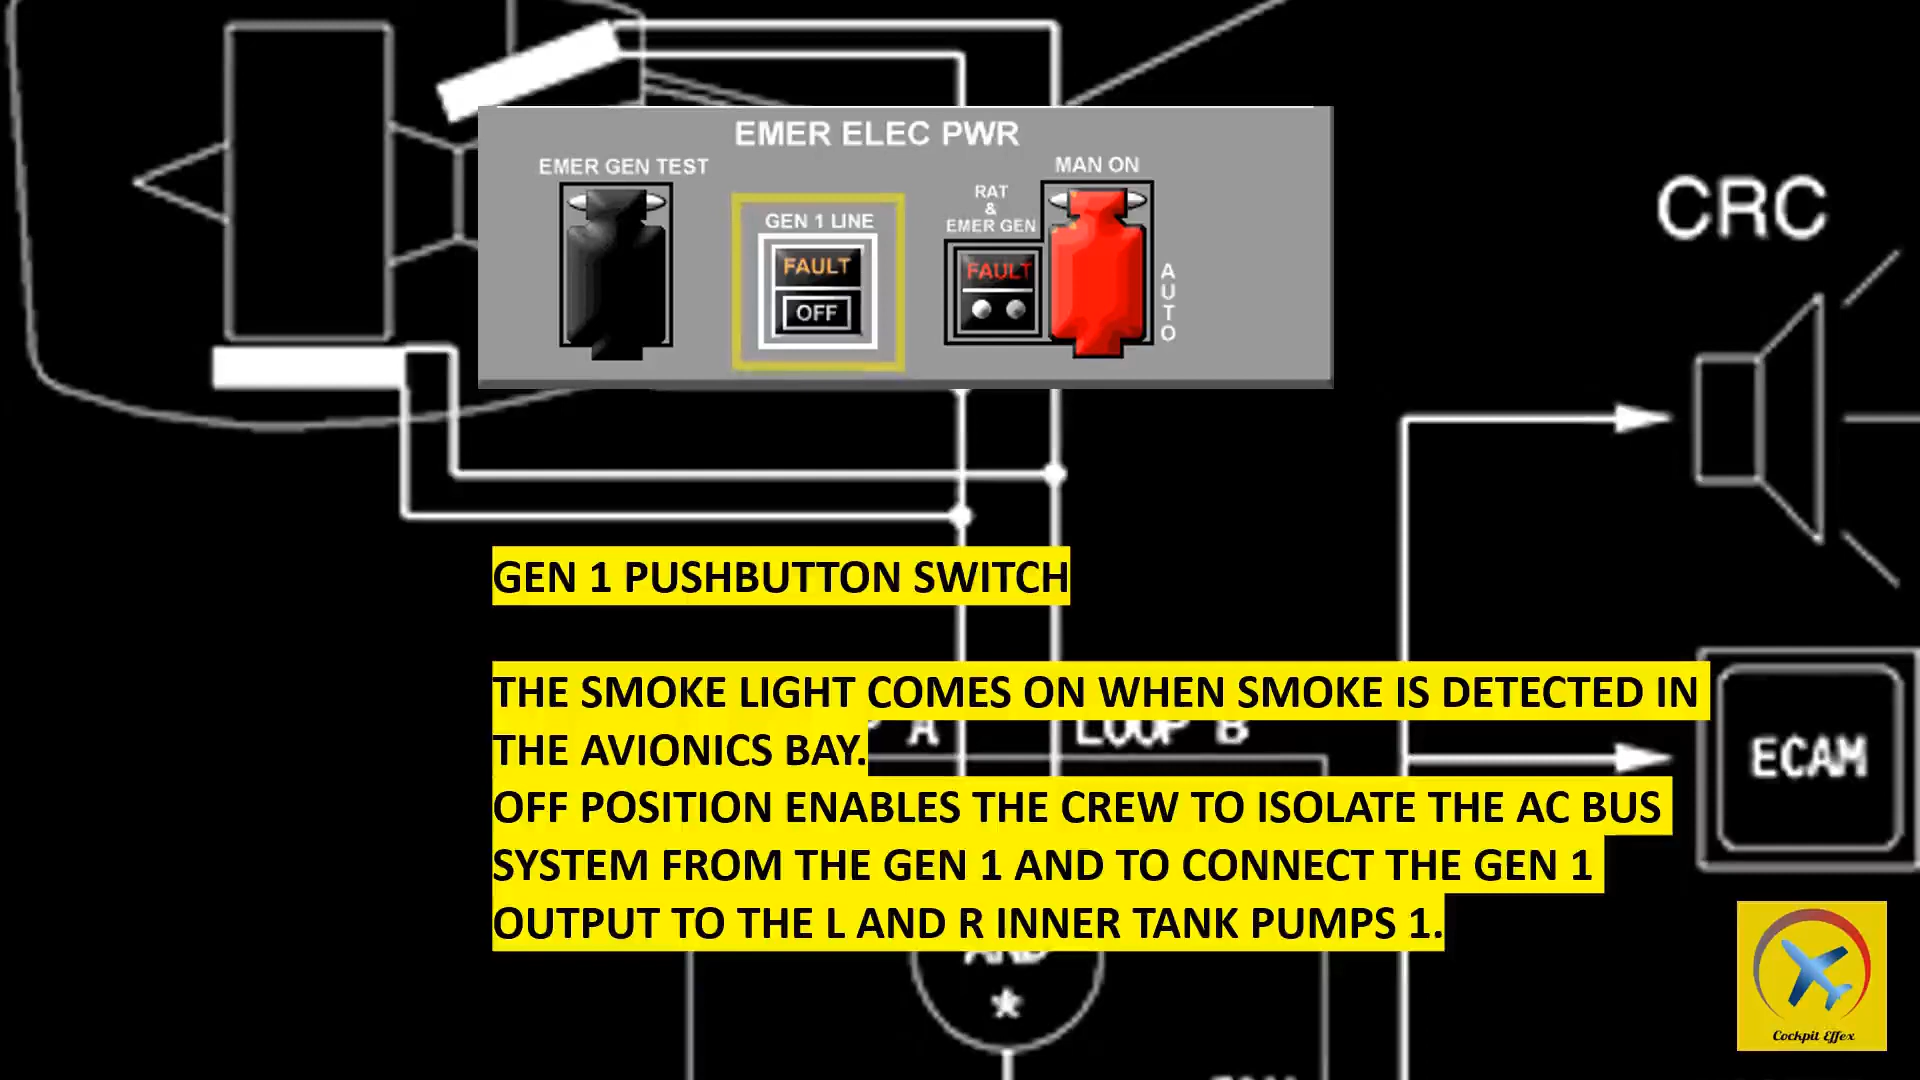 EMER ELEC PWR
EMER GEN TEST
GEN 1 LINE
FAULT
OFF
RAT
&
EMER GEN
FAULT
MAN ON
A
U
T
O
CRC
GEN 1 PUSHBUTTON SWITCH
THE SMOKE LIGHT COMES ON WHEN SMOKE IS DETECTED IN
THE AVIONICS BAY.
A LOOP B
OFF POSITION ENABLES THE CREW TO ISOLATE THE AC BUS
SYSTEM FROM THE GEN 1 AND TO CONNECT THE GEN 1
OUTPUT TO THE L AND R INNER TANK PUMPS 1.
ECAM
AND
*
Cockpit Effex